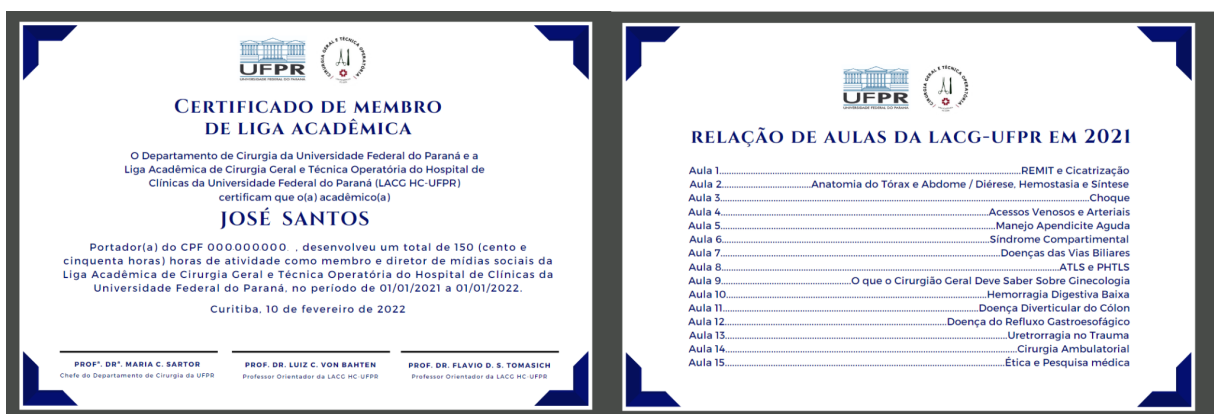 UFPR
UNIVERSIDADE FEDERAL DO PARANÁ
CIRURGIA GERAL E TÉCNICA OPERATÓRIA
CERTIFICADO DE MEMBRO
DE LIGA ACADÊMICA
O Departamento de Cirurgia da Universidade Federal do Paraná e a
Liga Acadêmica de Cirurgia Geral e Técnica Operatória do Hospital de
Clínicas da Universidade Federal do Paraná (LACG HC-UFPR)
certificam que o(a) acadêmico(a)
JOSÉ SANTOS
Portador(a) do CPF 000000000. , desenvolveu um total de 150 (cento e
cinquenta horas) horas de atividade como membro e diretor de mídias sociais da
Liga Acadêmica de Cirurgia Geral e Técnica Operatória do Hospital de Clínicas da
Universidade Federal do Paraná, no período de 01/01/2021 a 01/01/2022.
Curitiba, 10 de fevereiro de 2022
PROFª. DRª. MARIA C. SARTOR
Chefe do Departamento de Cirurgia da UFPR
PROF. DR. LUIZ C. VON BAHTEN
Professor Orientador da LACG HC-UFPR
PROF. DR. FLAVIO D. S. TOMASICH
Professor Orientador da LACG HC-UFPR
UFPR
UNIVERSIDADE FEDERAL DO PARANÁ
CIRURGIA GERAL E TÉCNICA OPERATÓRIA
RELAÇÃO DE AULAS DA LACG-UFPR EM 2021
Aula 1...REMIT e Cicatrização
Aula 2...Anatomia do Tórax e Abdome / Diérese, Hemostasia e Síntese
Aula 3...Choque
Aula 4...Acessos Venosos e Arteriais
Aula 5...Manejo Apendicite Aguda
Aula 6...Síndrome Compartimental
Aula 7...Doenças das Vias Biliares
Aula 8...ATLS e PHTLS
Aula 9...O que o Cirurgião Geral Deve Saber Sobre Ginecologia
Aula 10...Hemorragia Digestiva Baixa
Aula 11...Doença Diverticular do Cólon
Aula 12...Doença do Refluxo Gastroesofágico
Aula 13...Uretrorragia no Trauma
Aula 14...Cirurgia Ambulatorial
Aula 15...Ética e Pesquisa médica